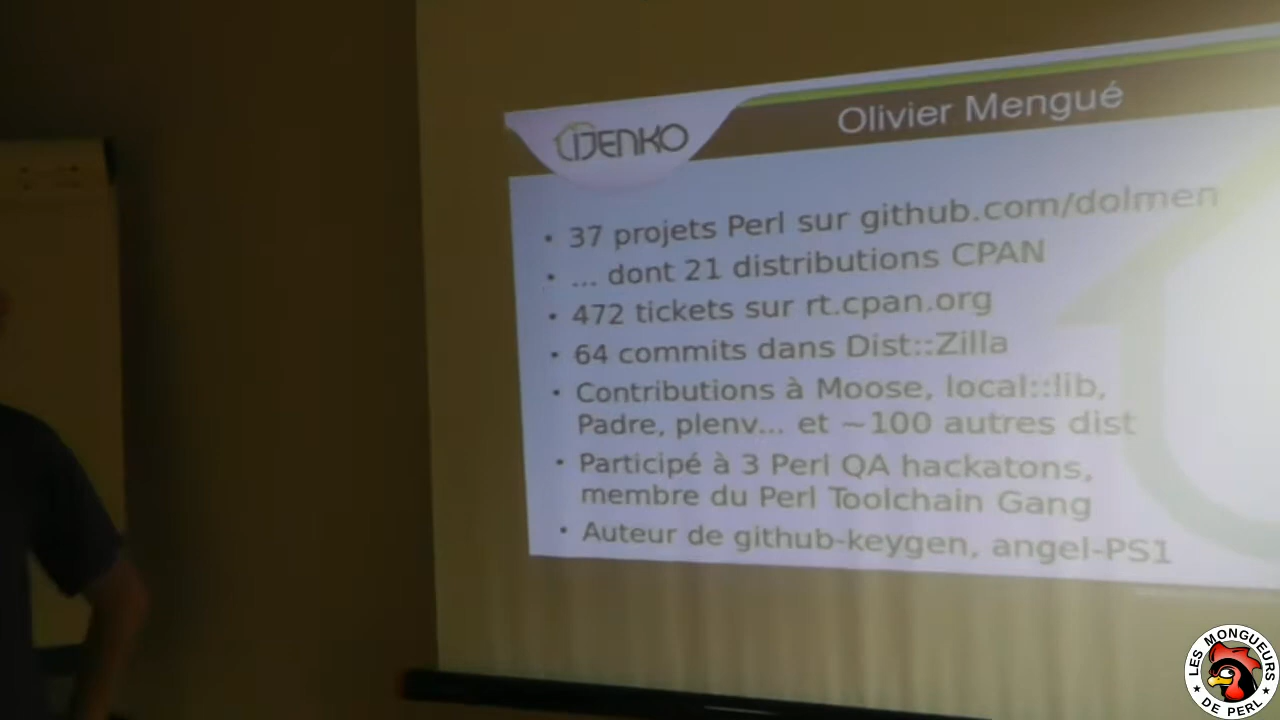 Olivier Mengué
IJENKO
• 37 projets Perl sur github.com/dolmen
• ... dont 21 distributions CPAN
• 472 tickets sur rt.cpan.org
• 64 commits dans Dist::Zilla
• Contributions à Moose, local::lib,
Padre, plenv... et ~100 autres dist
• Participé à 3 Perl QA hackatons,
membre du Perl Toolchain Gang
• Auteur de github-keygen, angel-PS1
LES MONGUEURS
★ DE PERL ★